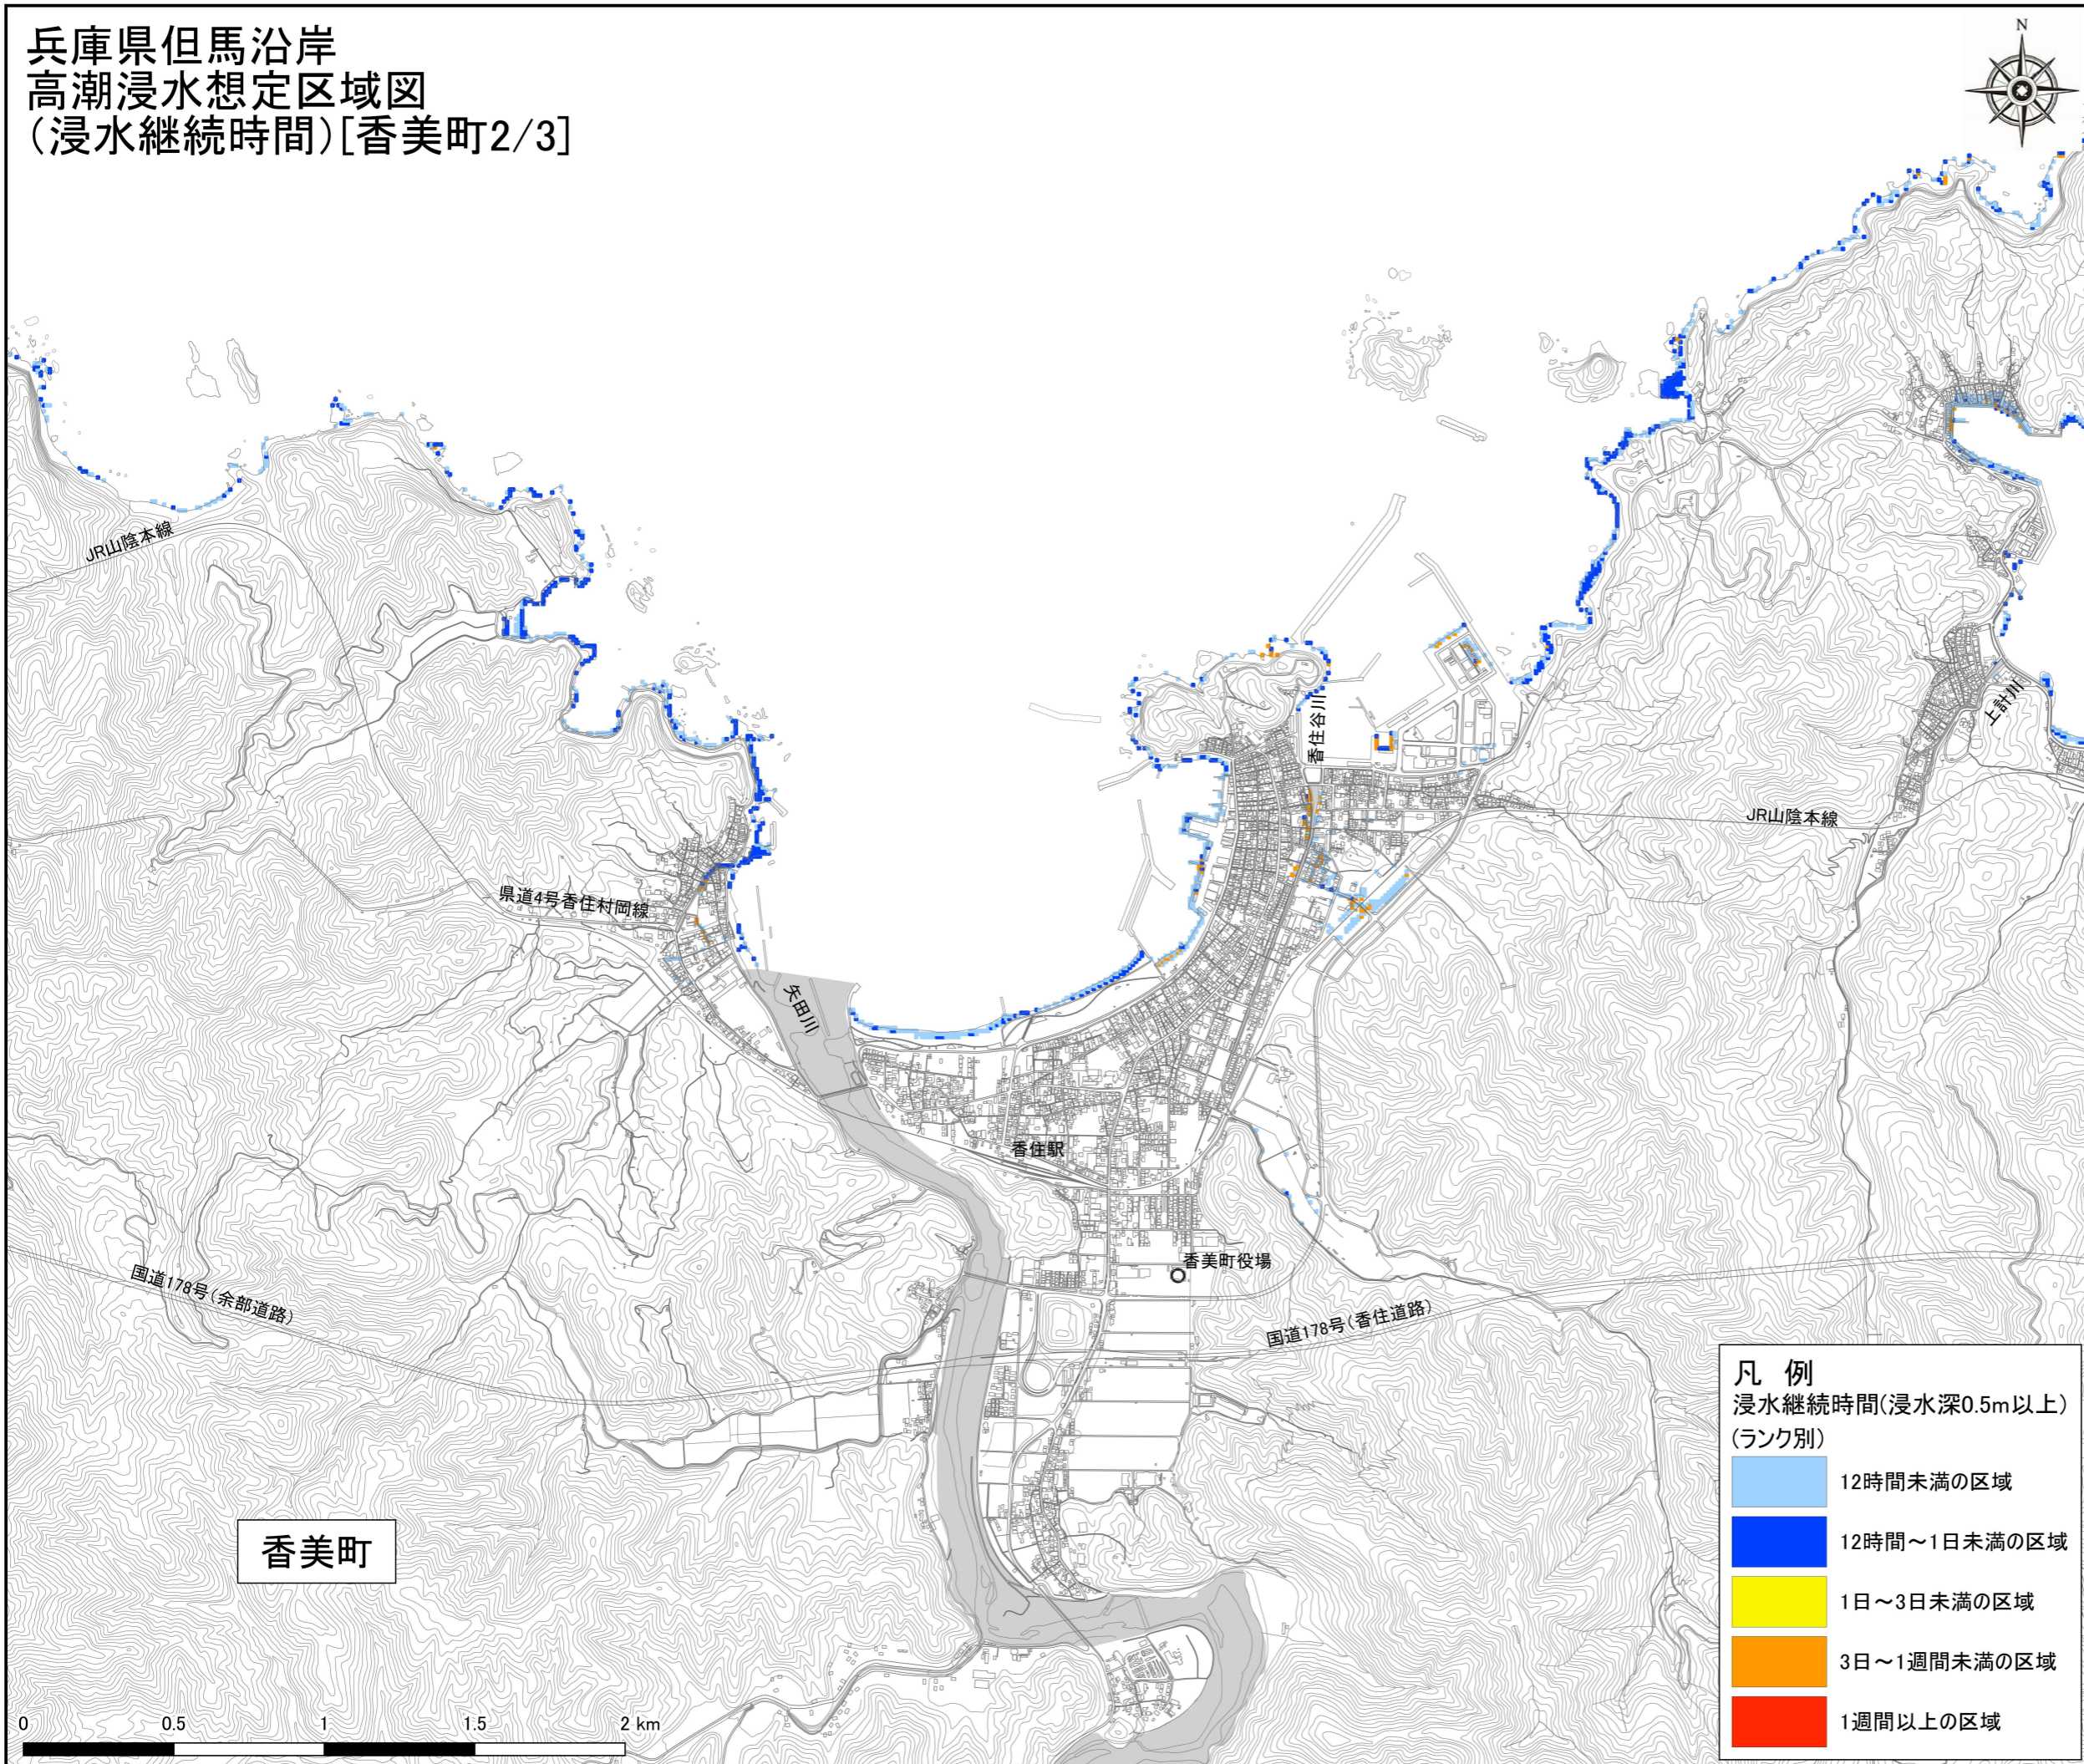 兵庫県但馬沿岸
高潮浸水想定区域図
(浸水継続時間)[香美町2/3]
N
JR山陰本線
香住谷川
上計川
JR山陰本線
県道4号香住村岡線
矢田川
香住駅
香美町役場
国道178号(余部道路)
国道178号(香住道路)
香美町
凡 例
浸水継続時間(浸水深0.5m以上)
(ランク別)
12時間未満の区域
12時間～1日未満の区域
1日～3日未満の区域
3日～1週間未満の区域
1週間以上の区域
0 0.5 1 1.5 2 km